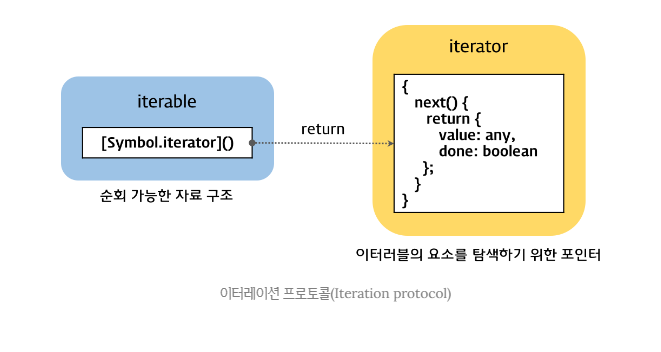 iterable
[Symbol.iterator]()
순회 가능한 자료 구조
return
iterator
{
next() {
return {
value: any,
done: boolean
};
}
}
이터러블의 요소를 탐색하기 위한 포인터
이터레이션 프로토콜(Iteration protocol)